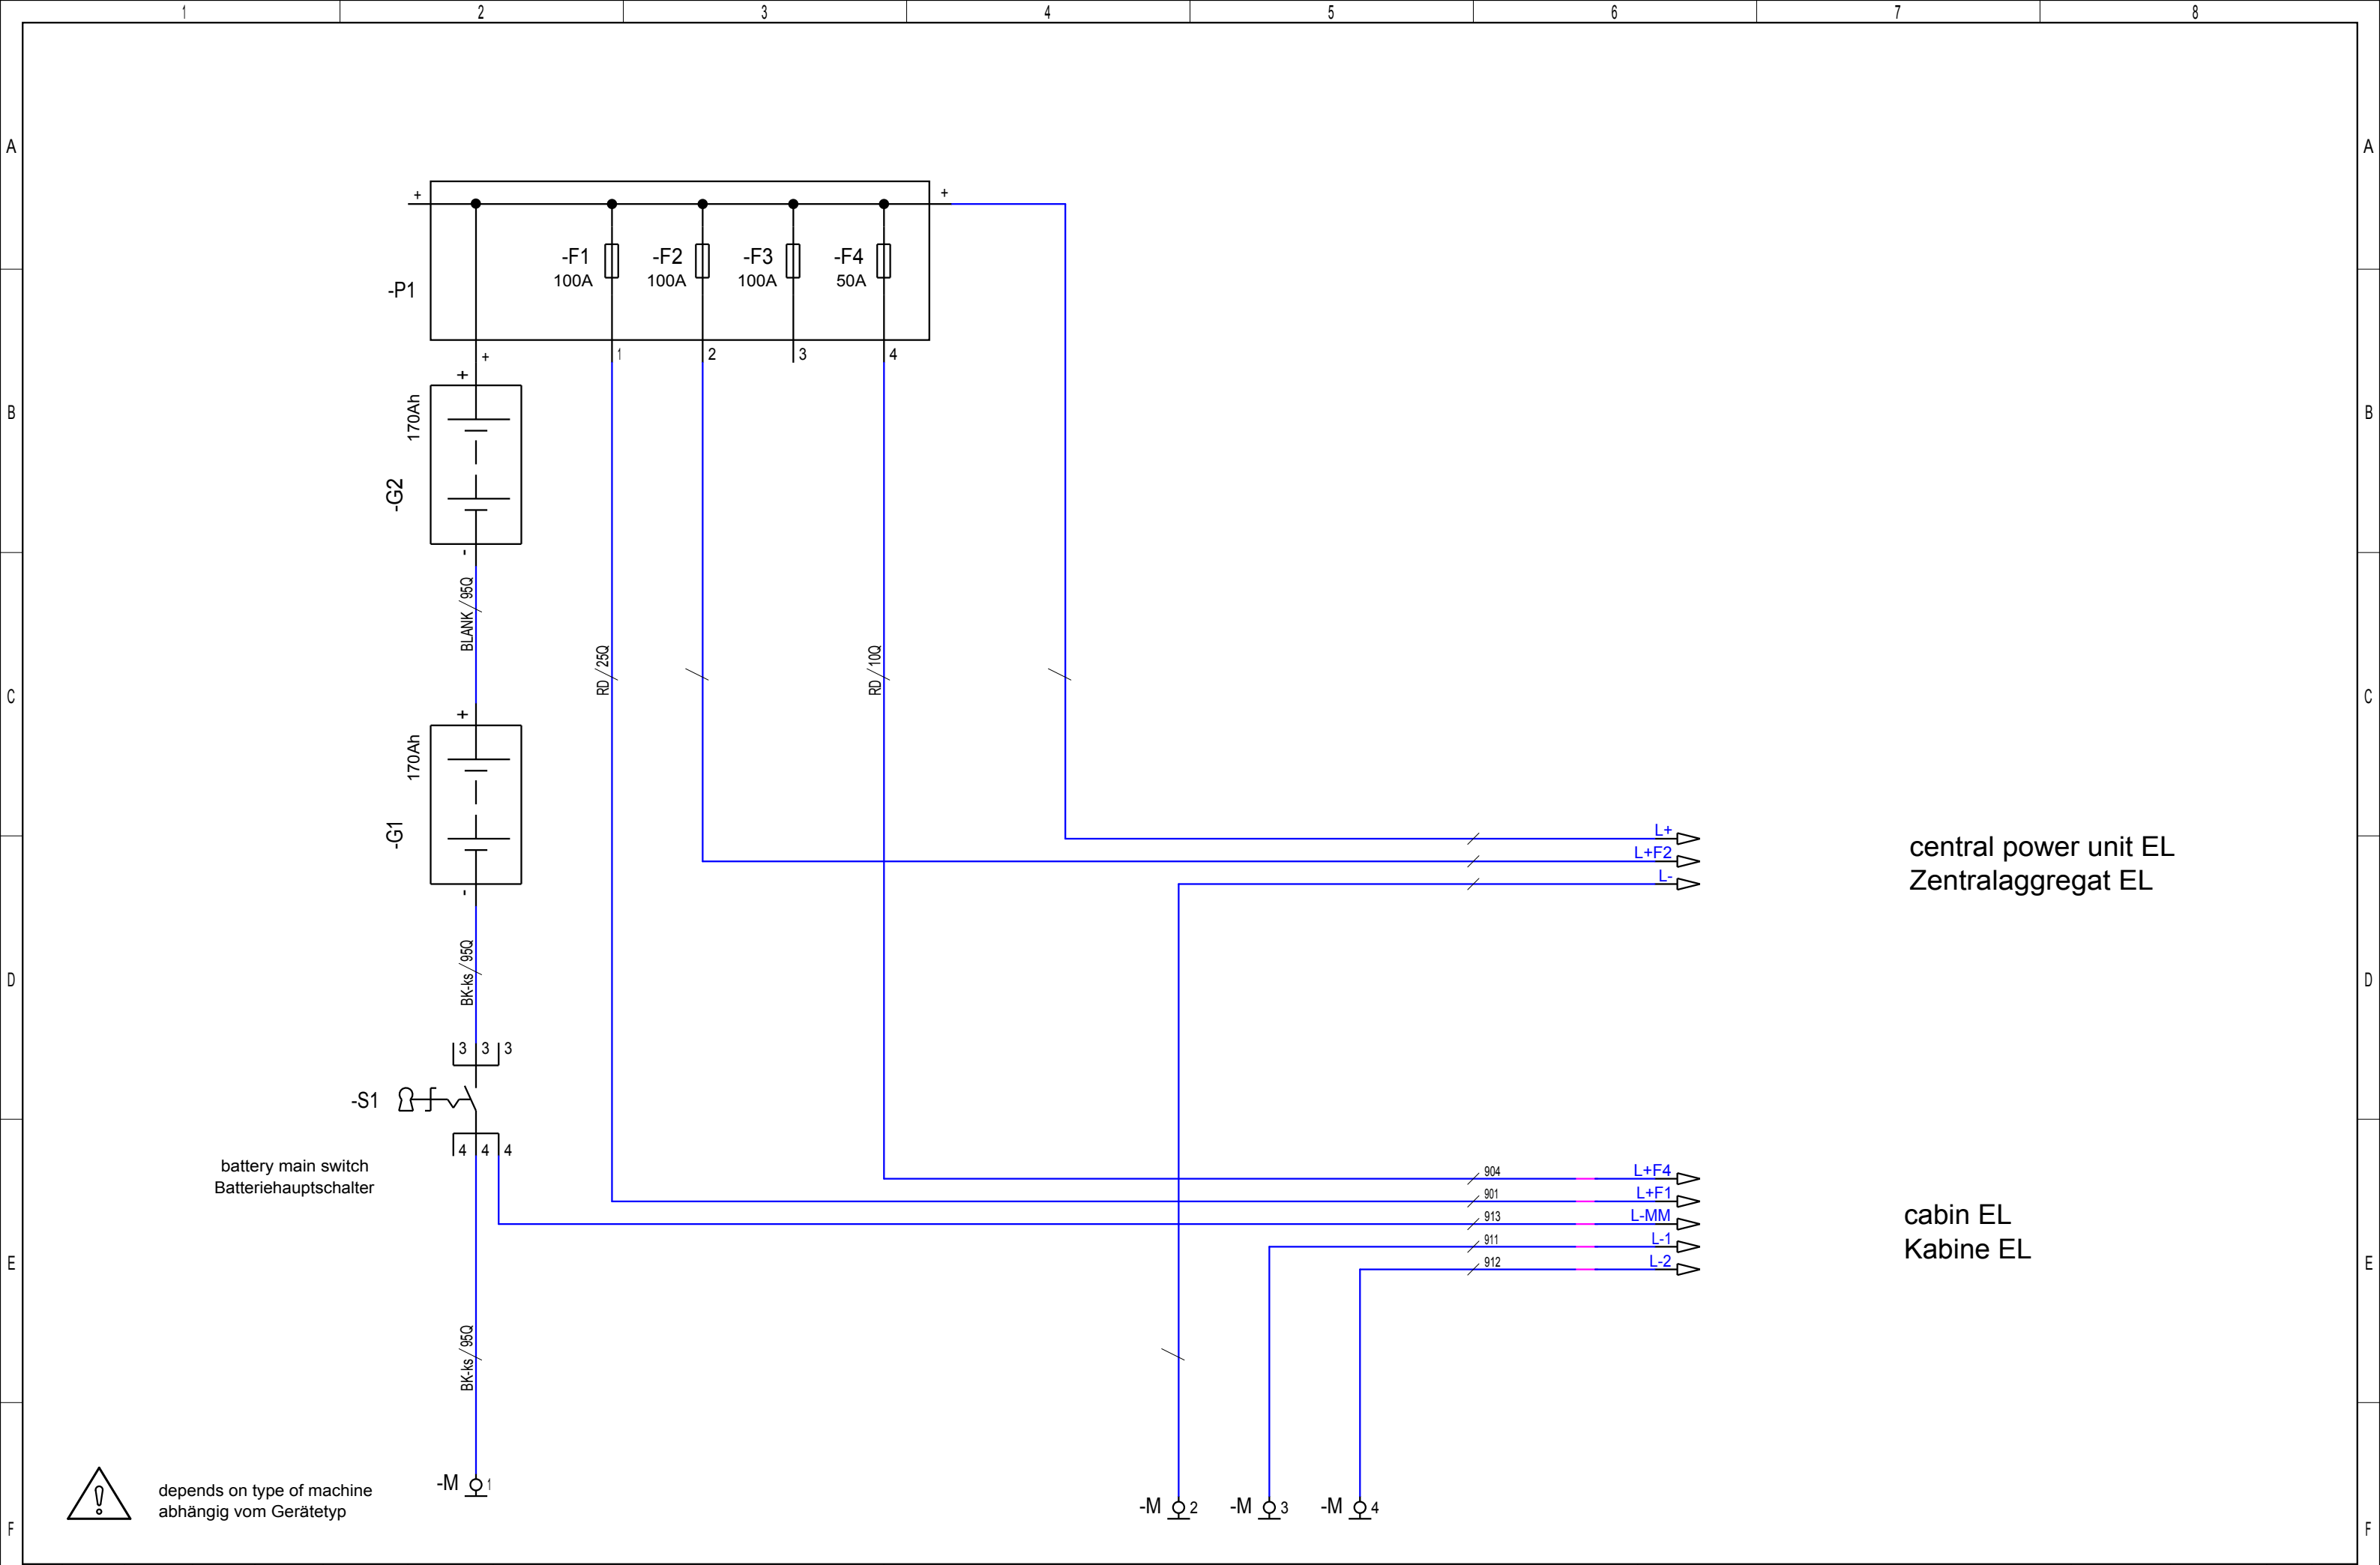 1 2 3 4 5 6 7 8
A A
+ +
-F1 -F2 -F3 -F4
100A 100A 100A 50A
-P1
+ 1 2 3 4
+
170Ah
B B
-G2
-
BLANK / 95Q
RD / 25Q RD / 10Q
C C
+
170Ah
-G1
L+
L+F2
L-
central power unit EL
Zentralaggregat EL
-
BK-ks / 95Q
D D
3 3 3
-S1
4 4 4
battery main switch
Batteriehauptschalter
904 L+F4
901 L+F1
913 L-MM
911 L-1
912 L-2
cabin EL
Kabine EL
E E
BK-ks / 95Q
-M 1
depends on type of machine
abhängig vom Gerätetyp
-M 2 -M 3 -M 4
F F